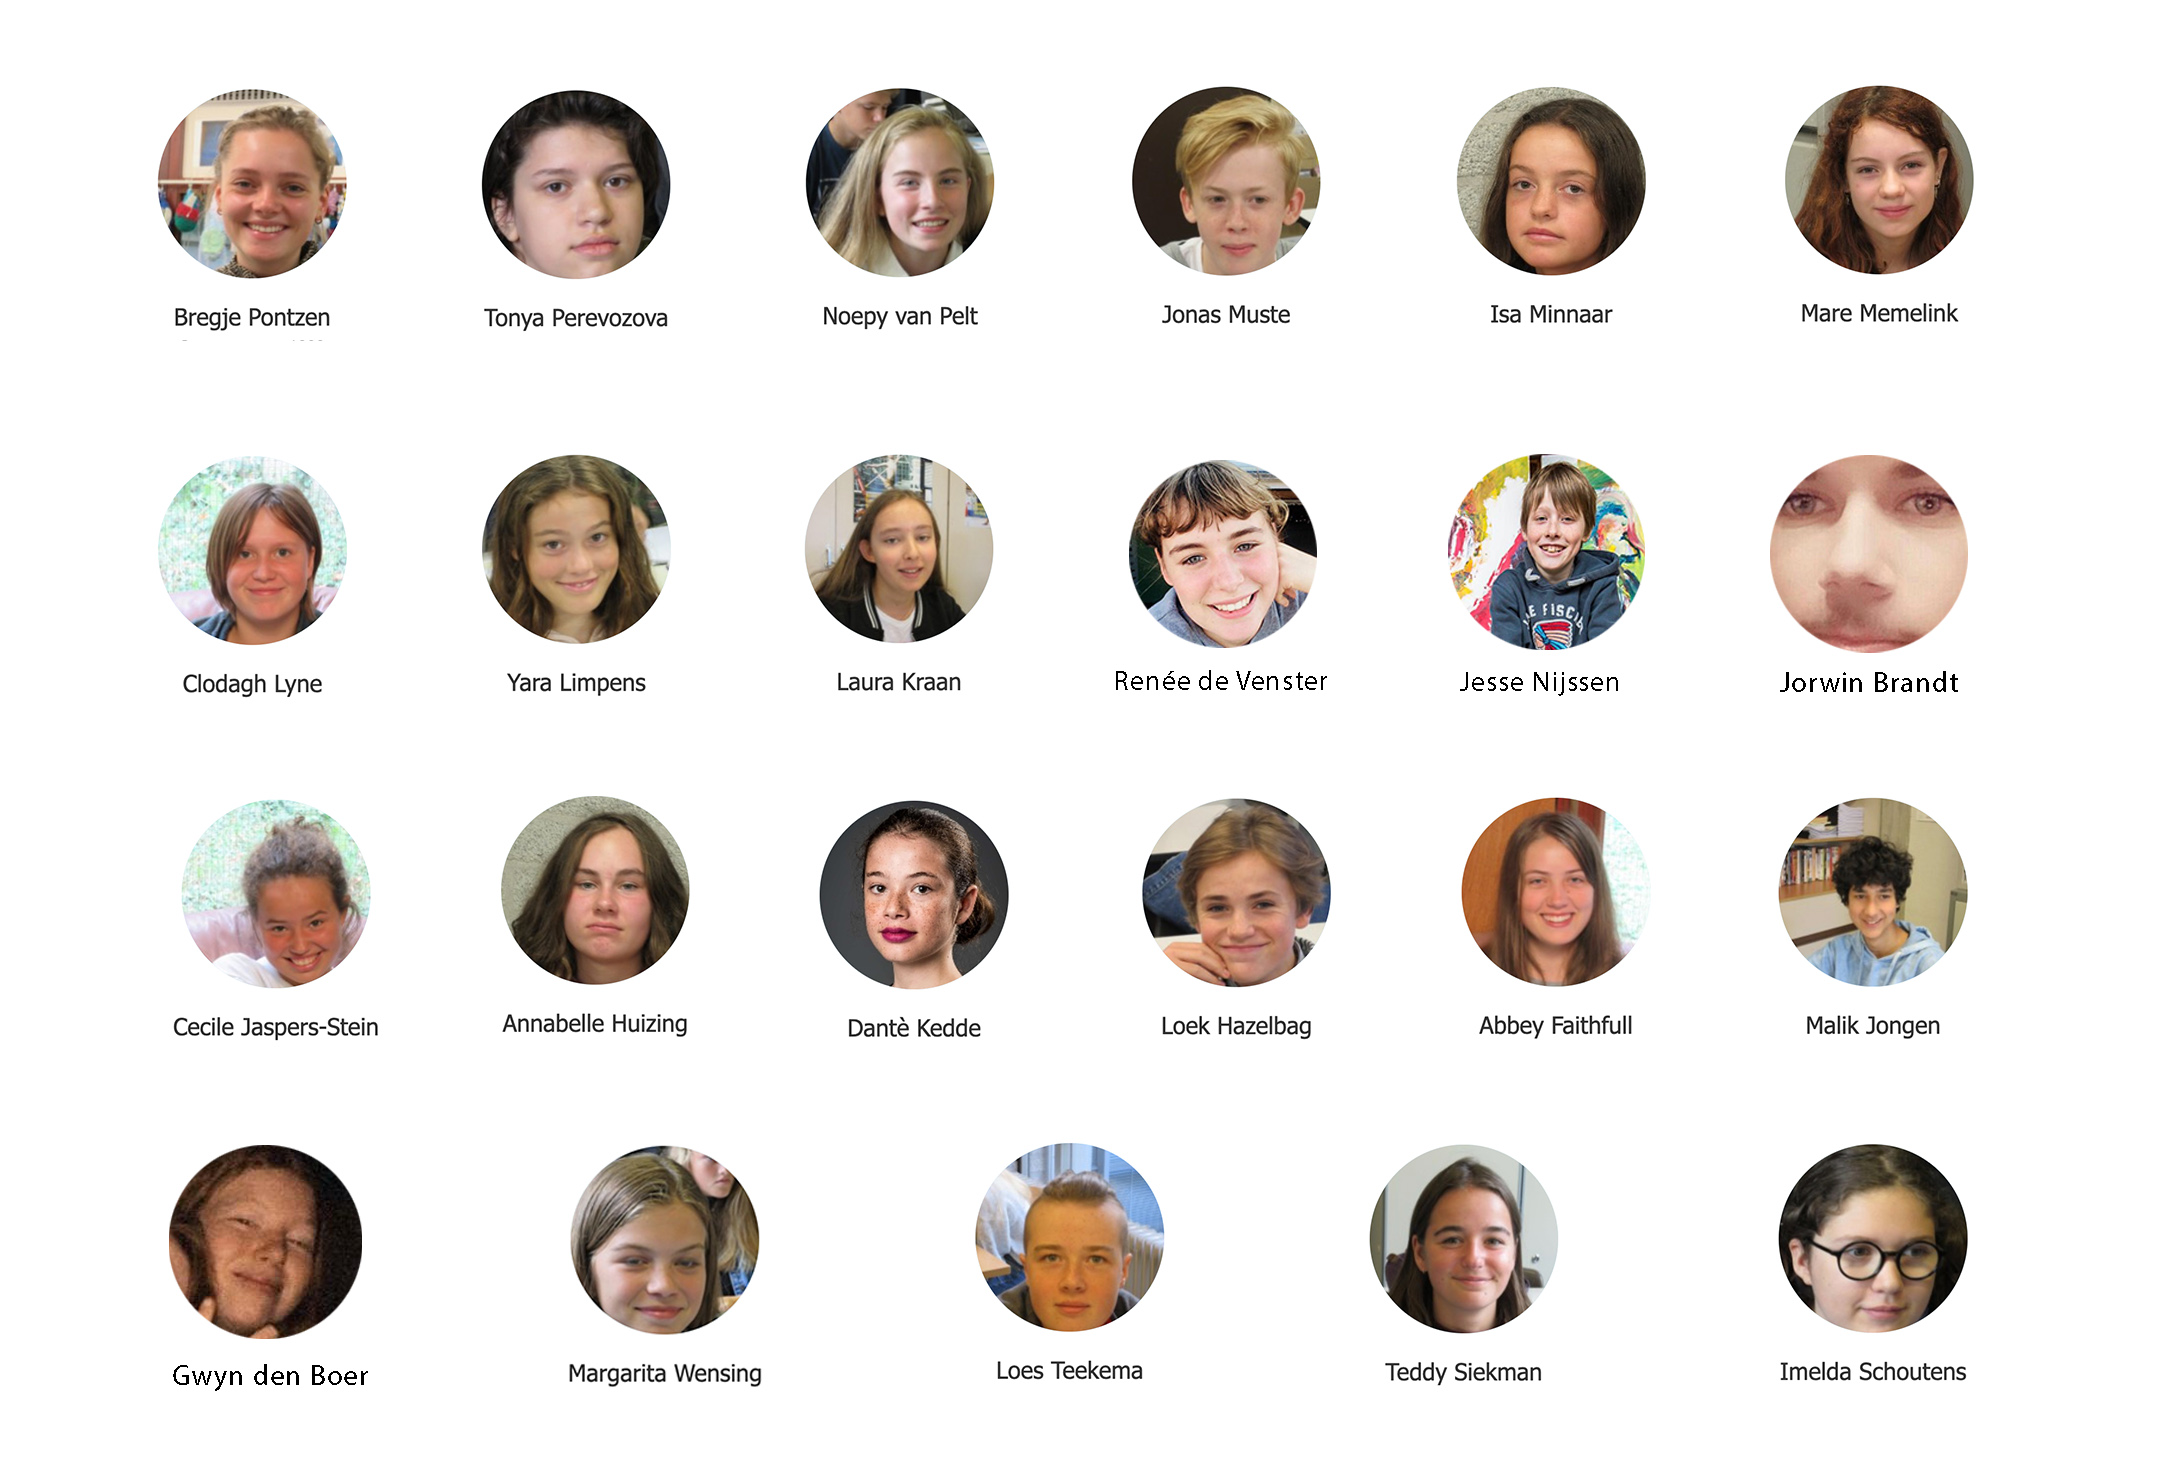 Bregje Pontzen
Tonya Perevozova
Noepy van Pelt
Jonas Muste
Isa Minnaar
Mare Memelink
Clodagh Lyne
Yara Limpens
Laura Kraan
Renée de Venster
Jesse Nijssen
Jorwin Brandt
Cecile Jaspers-Stein
Annabelle Huizing
Dantè Kedde
Loek Hazelbag
Abbey Faithfull
Malik Jongen
Gwyn den Boer
Margarita Wensing
Loes Teekema
Teddy Siekman
Imelda Schoutens